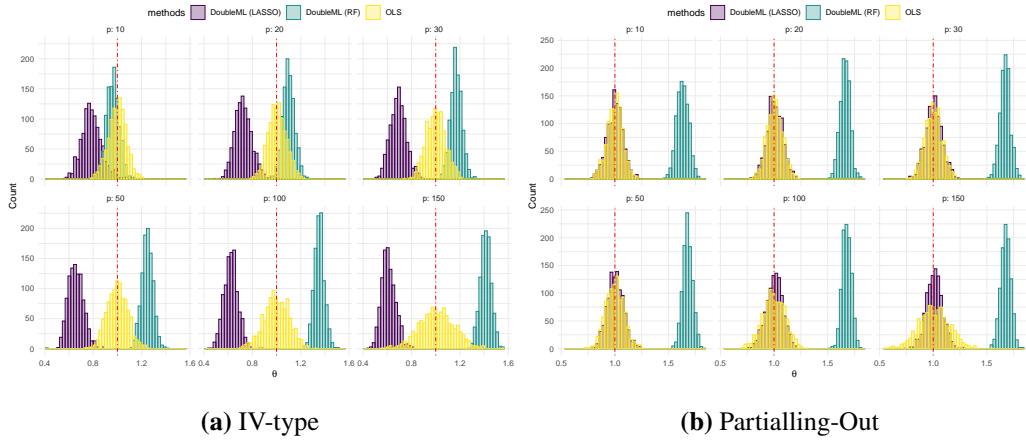 methods DoubleML (LASSO) DoubleML (RF) OLS
p: 10 p: 20 p: 30
200
150
100
50
0
Count
p: 50 p: 100 p: 150
200
150
100
50
0
0.4 0.8 1.2 1.6 0.4 0.8 1.2 1.6 0.4 0.8 1.2 1.6
θ
(a) IV-type
methods DoubleML (LASSO) DoubleML (RF) OLS
p: 10 p: 20 p: 30
250
200
150
100
50
0
Count
p: 50 p: 100 p: 150
250
200
150
100
50
0
0.5 1.0 1.5 0.5 1.0 1.5 0.5 1.0 1.5
θ
(b) Partialling-Out